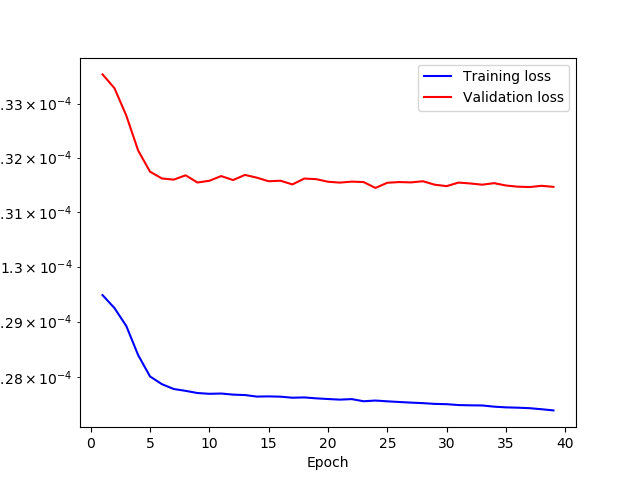 Training loss
Validation loss
.33 × 10⁻⁴
.32 × 10⁻⁴
.31 × 10⁻⁴
1.3 × 10⁻⁴
.29 × 10⁻⁴
.28 × 10⁻⁴
0 5 10 15 20 25 30 35 40
Epoch